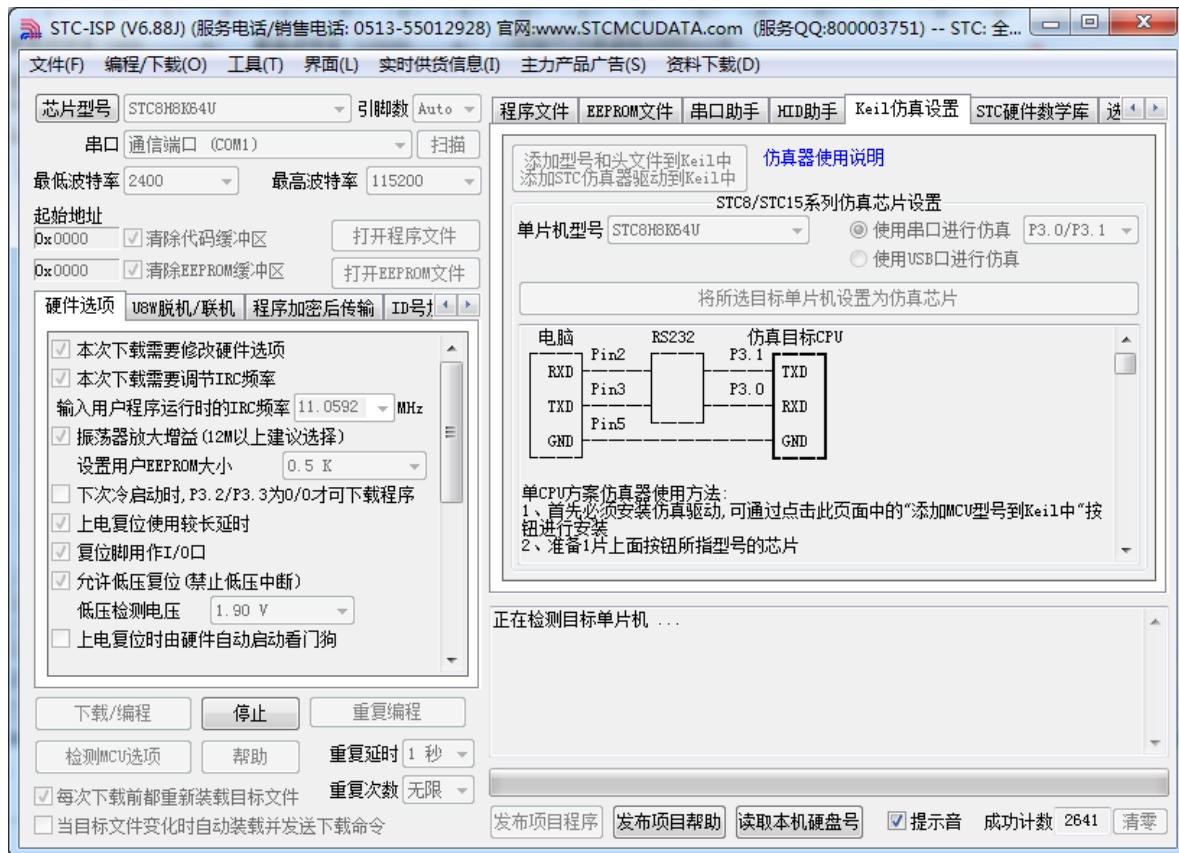 STC-ISP (V6.88J) (服务电话/销售电话: 0513-55012928) 官网:www.STCMCUDATA.com (服务QQ:800003751) -- STC: 全...
文件(F) 编程/下载(O) 工具(T) 界面(L) 实时供货信息(I) 主力产品广告(S) 资料下载(D)
芯片型号 STC8H8K64U 引脚数 Auto
串口 通信端口 (COM1) 扫描
最低波特率 2400 最高波特率 115200
起始地址
0x0000 清除代码缓冲区 打开程序文件
0x0000 清除EEPROM缓冲区 打开EEPROM文件
硬件选项 U8W脱机/联机 程序加密后传输 ID号
本次下载需要修改硬件选项
本次下载需要调节IRC频率
输入用户程序运行时的IRC频率 11.0592 MHz
振荡器放大增益(12M以上建议选择)
设置用户EEPROM大小 0.5 K
下次冷启动时,P3.2/P3.3为0/0才可下载程序
上电复位使用较长延时
复位脚用作I/O口
允许低压复位(禁止低压中断)
低压检测电压 1.90 V
上电复位时由硬件自动启动看门狗
下载/编程 停止 重复编程
检测MCU选项 帮助 重复延时 1 秒
每次下载前都重新装载目标文件 重复次数 无限
当目标文件变化时自动装载并发送下载命令
程序文件 EEPROM文件 串口助手 HID助手 Keil仿真设置 STC硬件数学库 选
添加型号和头文件到Keil中
添加STC仿真器驱动到Keil中
仿真器使用说明
STC8/STC15系列仿真芯片设置
单片机型号 STC8H8K64U 使用串口进行仿真 P3.0/P3.1
使用USB口进行仿真
将所选目标单片机设置为仿真芯片
电脑 RS232 仿真目标CPU
Pin2 P3.1
RXD TXD
Pin3 P3.0
TXD RXD
Pin5
GND GND
单CPU方案仿真器使用方法:
1、首先必须安装仿真驱动,可通过点击此页面中的“添加MCU型号到Keil中”按
钮进行安装
2、准备1片上面按钮所指型号的芯片
正在检测目标单片机 ...
发布项目程序 发布项目帮助 读取本机硬盘号 提示音 成功计数 2641 清零